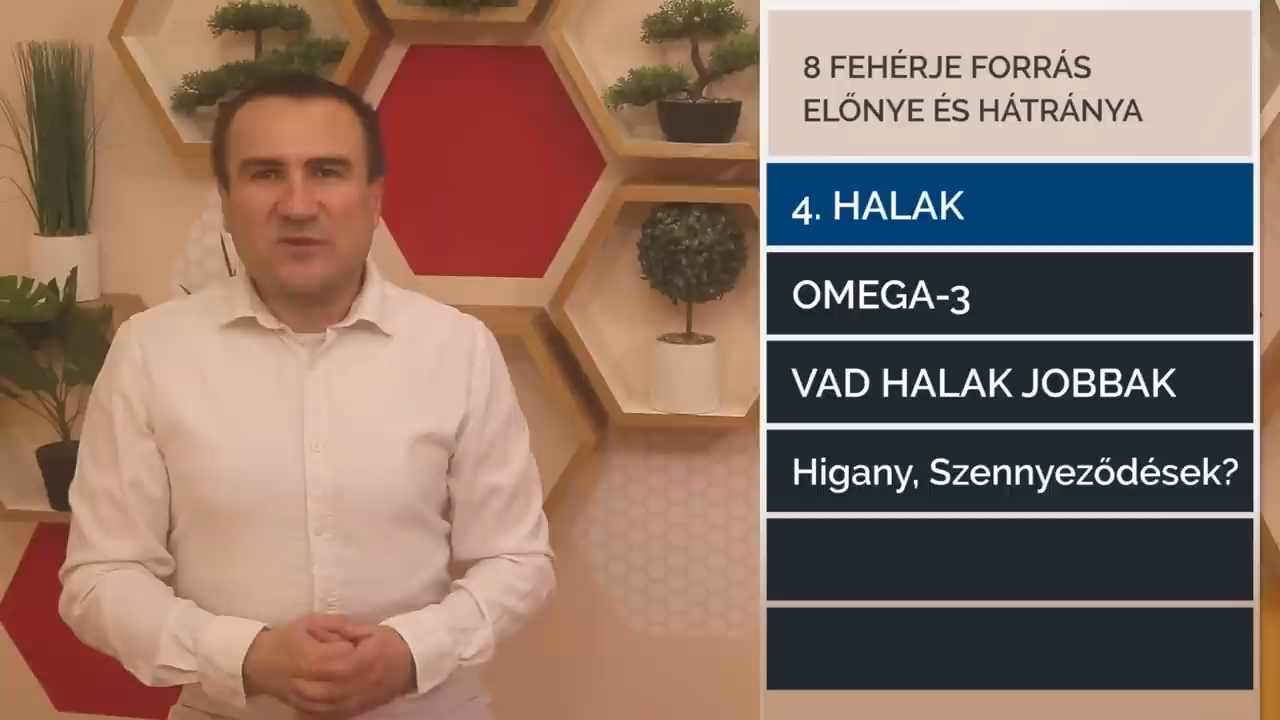 8 FEHÉRJE FORRÁS
ELŐNYE ÉS HÁTRÁNYA
4. HALAK
OMEGA-3
VAD HALAK JOBBAK
Higany, Szennyeződések?